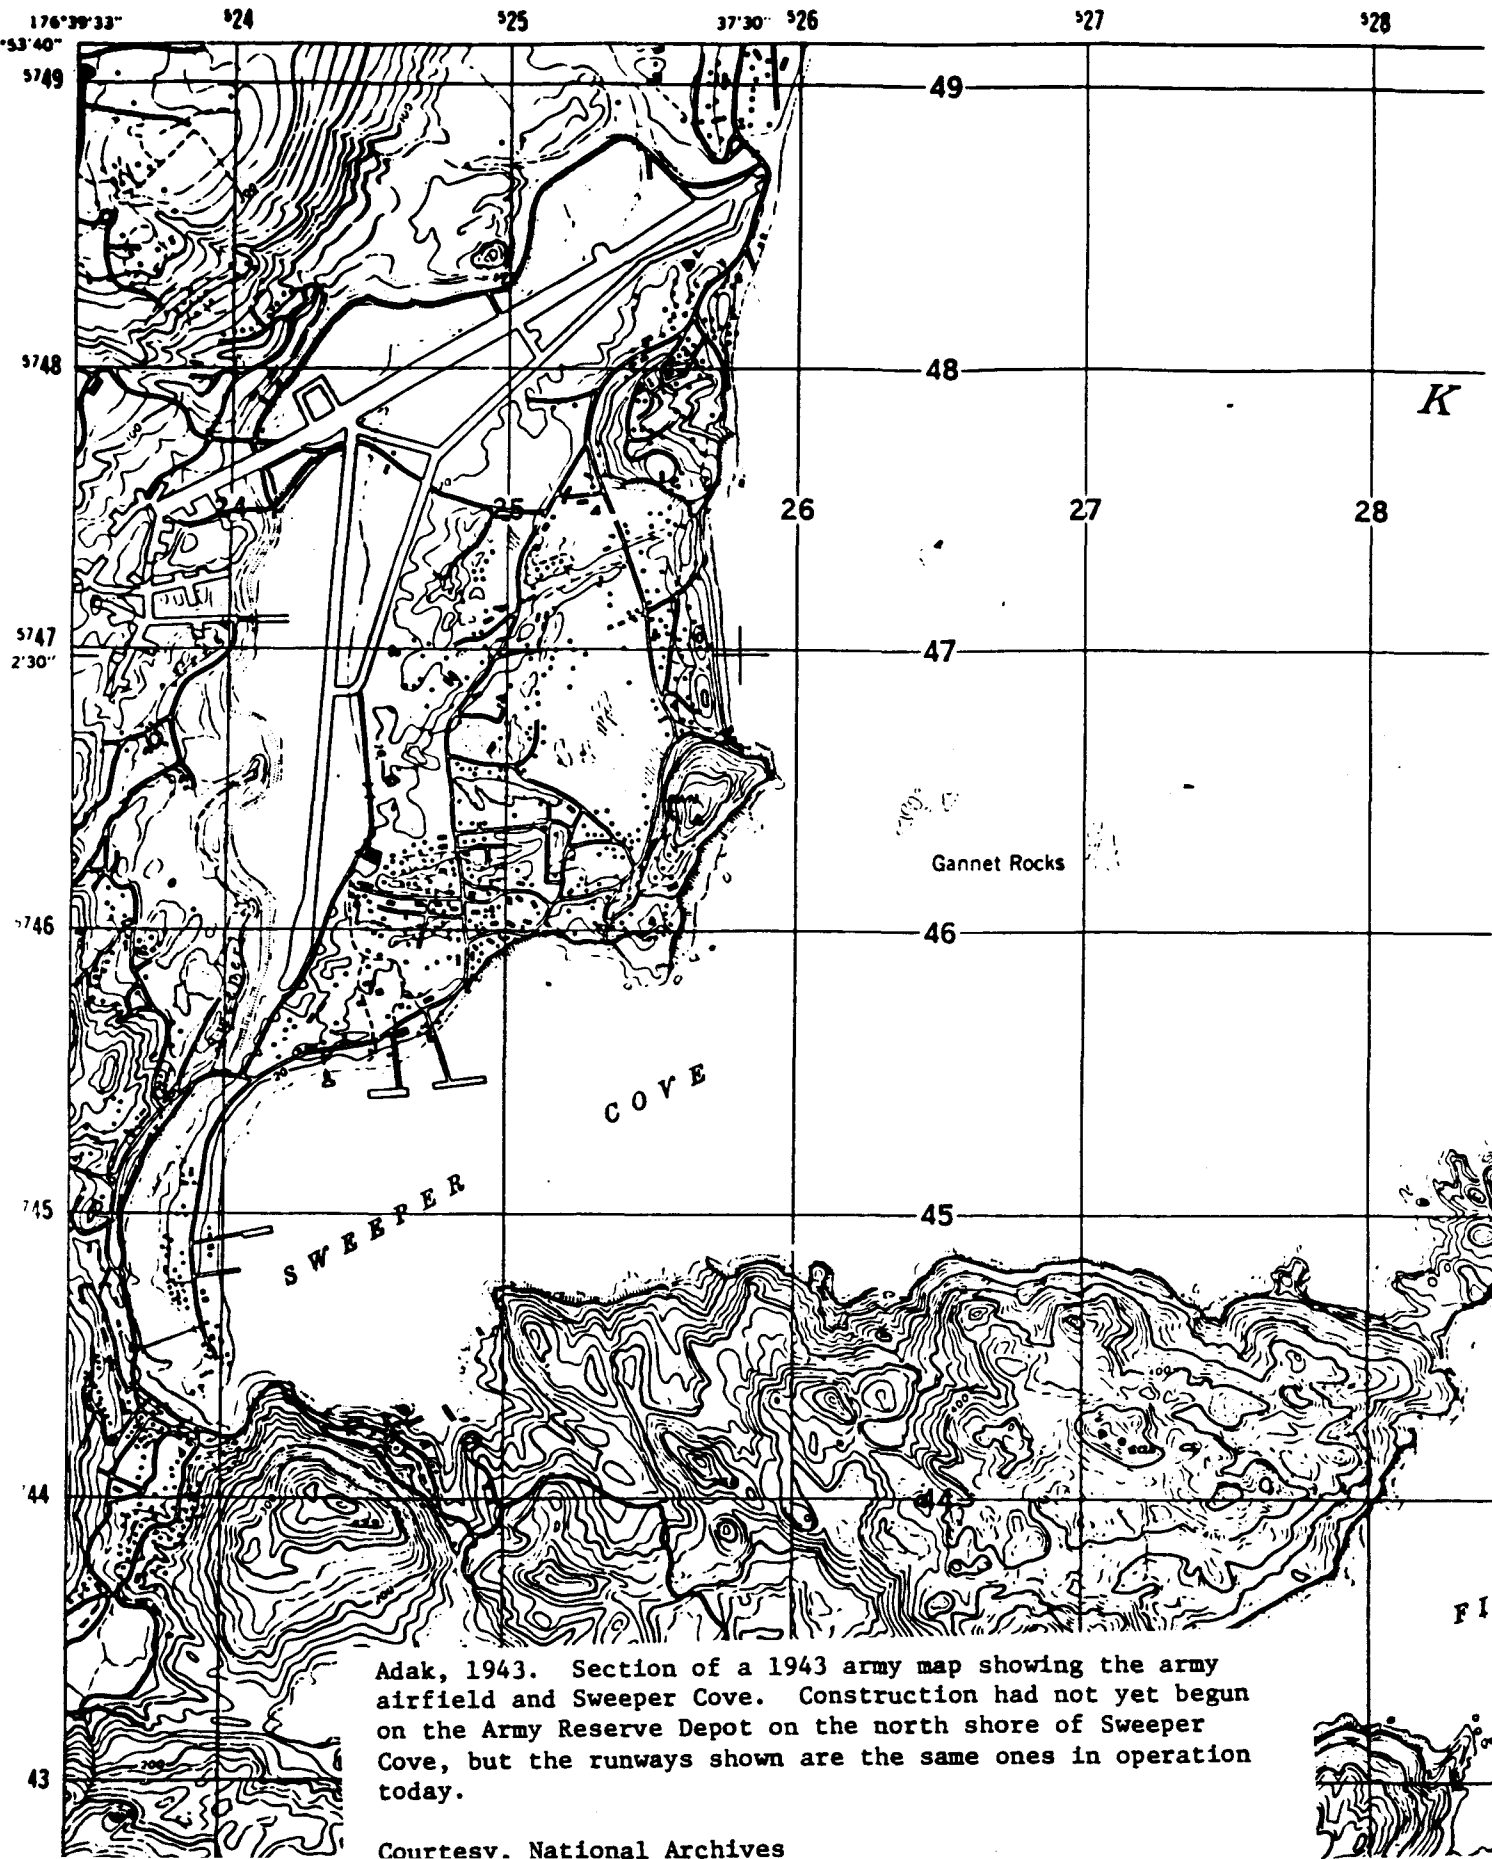 176°39'33" 524 525 37'30" 526 527 528
°53'40"
5749 49
5748 48
K
24 25 26 27 28
5747 47
2'30"
Gannet Rocks
5746 46
COVE
SWEEPER
745 45
400
'44 44
200
FI
Adak, 1943. Section of a 1943 army map showing the army
airfield and Sweeper Cove. Construction had not yet begun
on the Army Reserve Depot on the north shore of Sweeper
Cove, but the runways shown are the same ones in operation
today.
43
200
Courtesy, National Archives